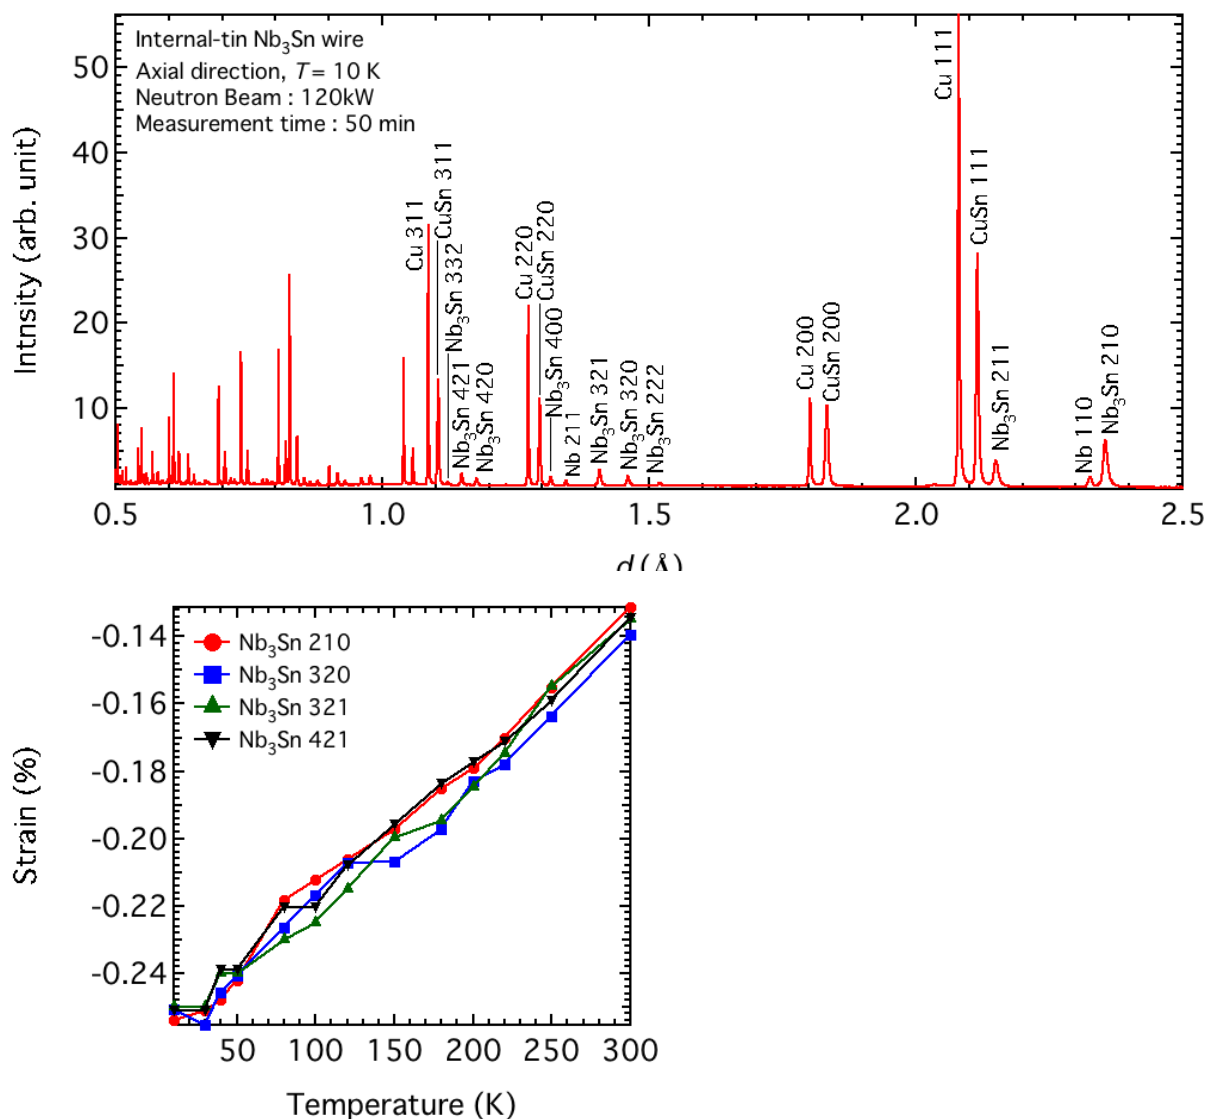 Internal-tin Nb₃Sn wire
Axial direction, T = 10 K
Neutron Beam : 120kW
Measurement time : 50 min
Intnsity (arb. unit)
50
40
30
20
10
Cu 311
CuSn 311
Nb₃Sn 332
Nb₃Sn 421
Nb₃Sn 420
Cu 220
CuSn 220
Nb₃Sn 400
Nb 211
Nb₃Sn 321
Nb₃Sn 320
Nb₃Sn 222
Cu 200
CuSn 200
Cu 111
CuSn 111
Nb₃Sn 211
Nb 110
Nb₃Sn 210
0.5 1.0 1.5 2.0 2.5
d (Å)
Nb₃Sn 210
Nb₃Sn 320
Nb₃Sn 321
Nb₃Sn 421
Strain (%)
-0.14
-0.16
-0.18
-0.20
-0.22
-0.24
50 100 150 200 250 300
Temperature (K)